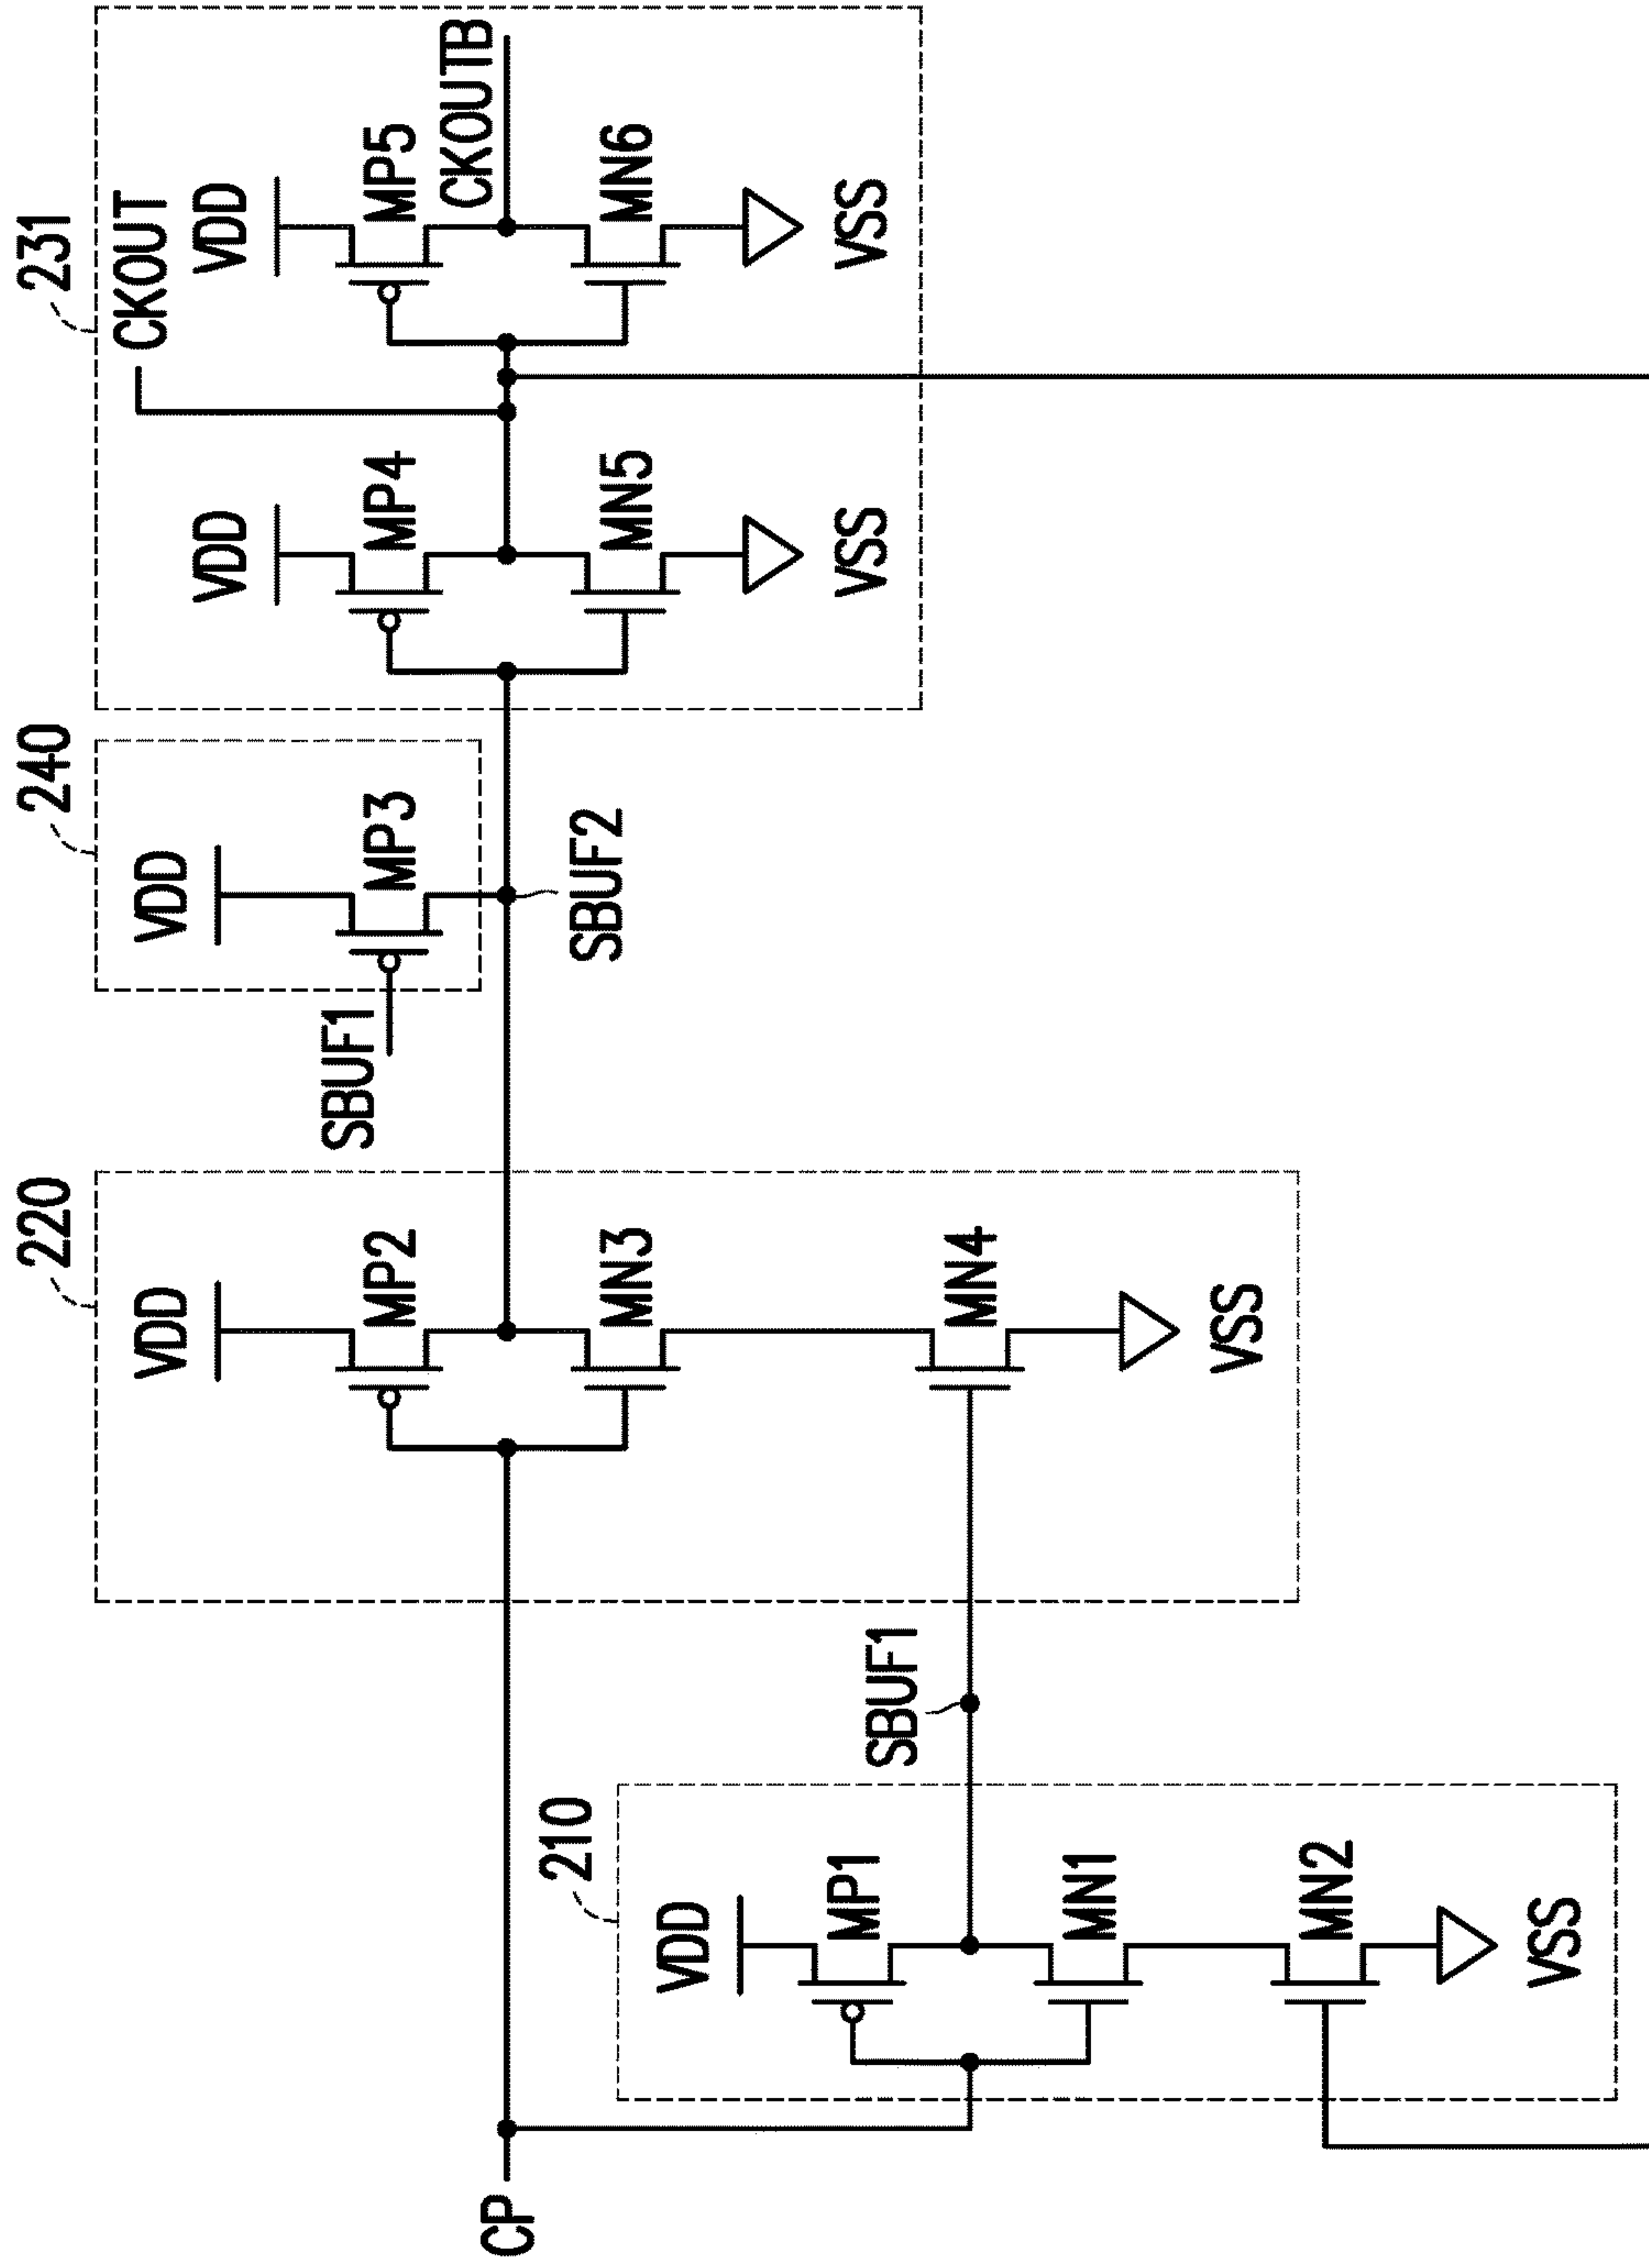 CP
210
VDD
MP1
MN1
MN2
VSS
SBUF1
220
VDD
MP2
MN3
MN4
VSS
SBUF1
240
VDD
MP3
SBUF2
231
CKOUT
VDD
MP4
MN5
VSS
VDD
MP5
CKOUTB
MN6
VSS